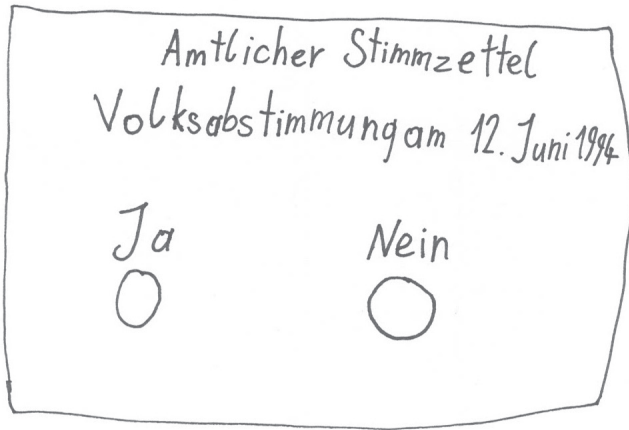 Amtlicher Stimmzettel
Volksabstimmung am 12. Juni 1994
Ja Nein